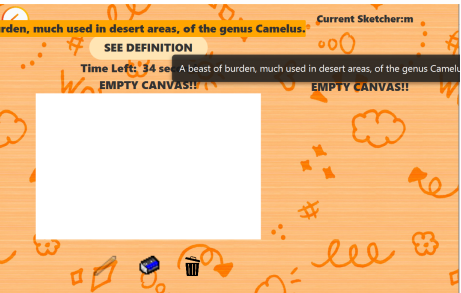 Current Sketcher:m
rden, much used in desert areas, of the genus Camelus.
SEE DEFINITION
Time Left: 34 sec
A beast of burden, much used in desert areas, of the genus Camelu
EMPTY CANVAS!!
EMPTY CANVAS!!